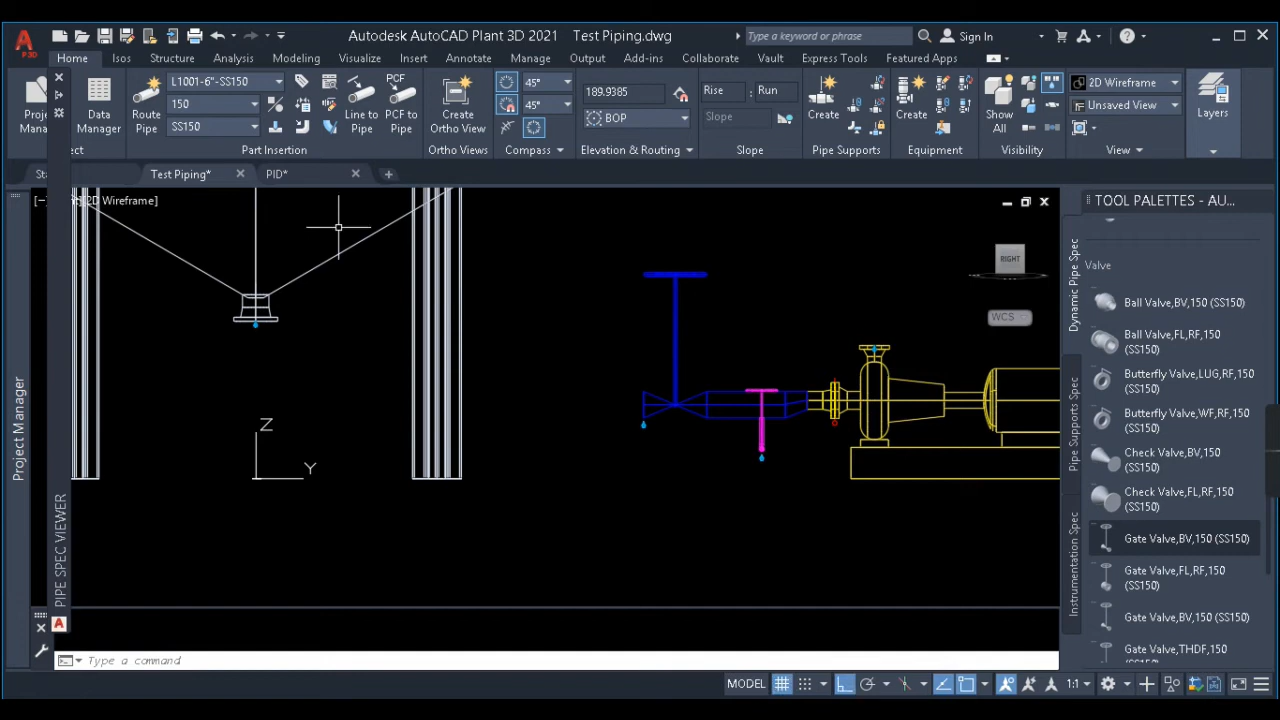 Autodesk AutoCAD Plant 3D 2021 Test Piping.dwg
Type a keyword or phrase
Sign In
P3D
Home Isos Structure Analysis Modeling Visualize Insert Annotate Manage Output Add-ins Collaborate Vault Express Tools Featured Apps
L1001-6"-SS150
150
SS150
Data
Manager
Route
Pipe
Line to
Pipe
PCF
PCF to
Pipe
Part Insertion
Create
Ortho View
Ortho Views
45°
45°
Compass
189.9385
BOP
Elevation & Routing
Rise : Run
Slope
Slope
Create
Pipe Supports
Create
Equipment
Show
All
Visibility
2D Wireframe
Unsaved View
View
Layers
Test Piping*
PID*
[−]
2D Wireframe]
RIGHT
WCS
Z
Y
Project Manager
PIPE SPEC VIEWER
TOOL PALETTES - AU...
Dynamic Pipe Spec
Pipe Supports Spec
Instrumentation Spec
Valve
Ball Valve,BV,150 (SS150)
Ball Valve,FL,RF,150
(SS150)
Butterfly Valve,LUG,RF,150
(SS150)
Butterfly Valve,WF,RF,150
(SS150)
Check Valve,BV,150
(SS150)
Check Valve,FL,RF,150
(SS150)
Gate Valve,BV,150 (SS150)
Gate Valve,FL,RF,150
(SS150)
Gate Valve,BV,150 (SS150)
Gate Valve,THDF,150
Type a command
MODEL
1:1